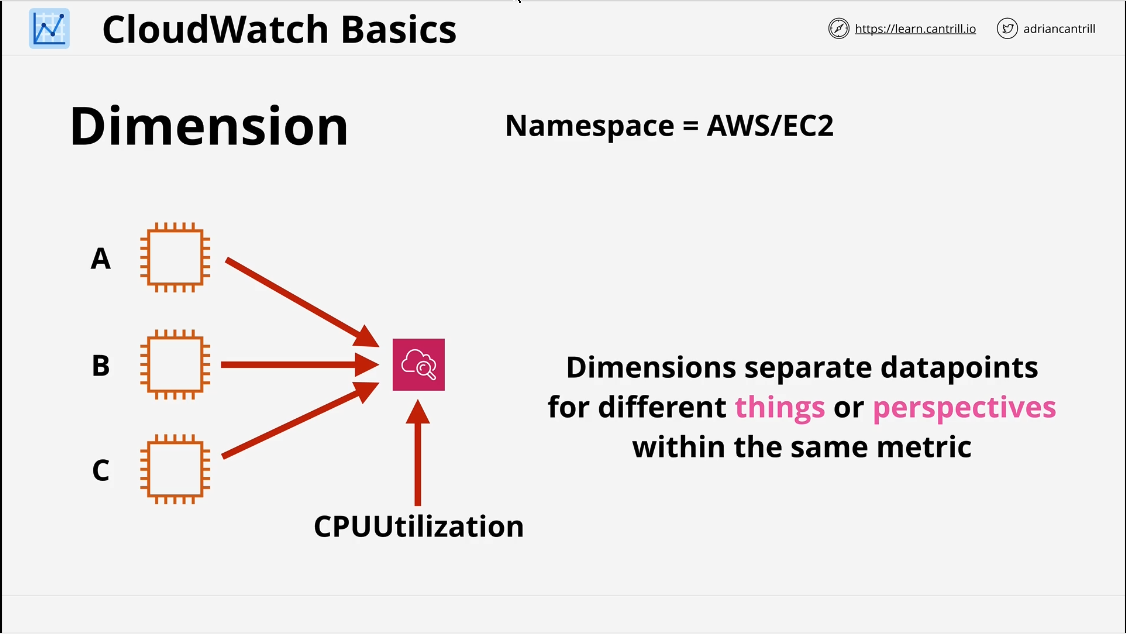 CloudWatch Basics
https://learn.cantrill.io
adriancantrill
Dimension
Namespace = AWS/EC2
A
B
C
CPUUtilization
Dimensions separate datapoints
for different things or perspectives
within the same metric